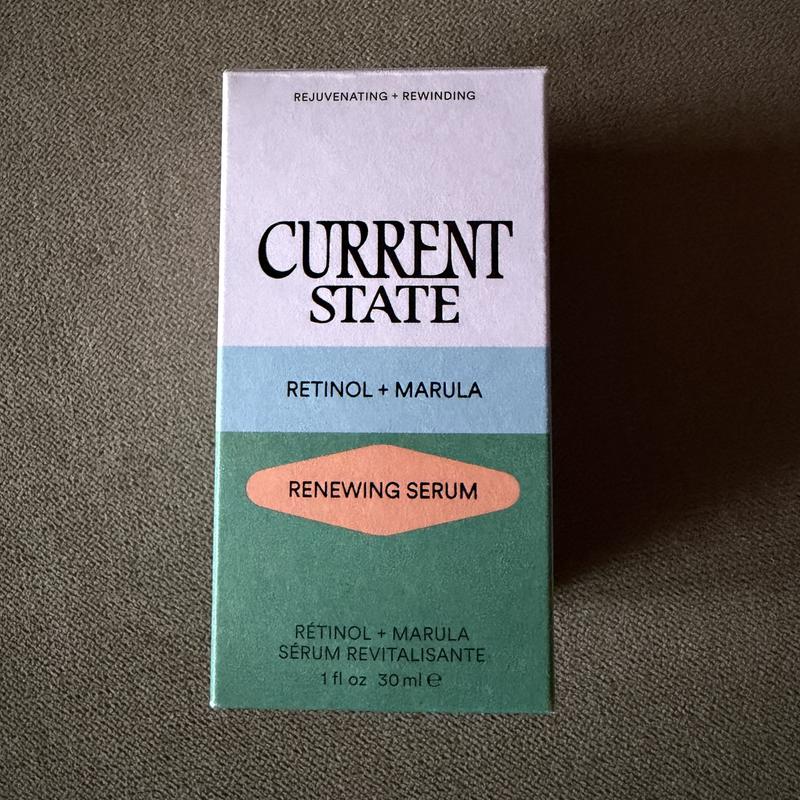 REJUVENATING + REWINDING
CURRENT
STATE
RETINOL + MARULA
RENEWING SERUM
RÉTINOL + MARULA
SÉRUM REVITALISANTE
1 fl oz 30 ml ℮